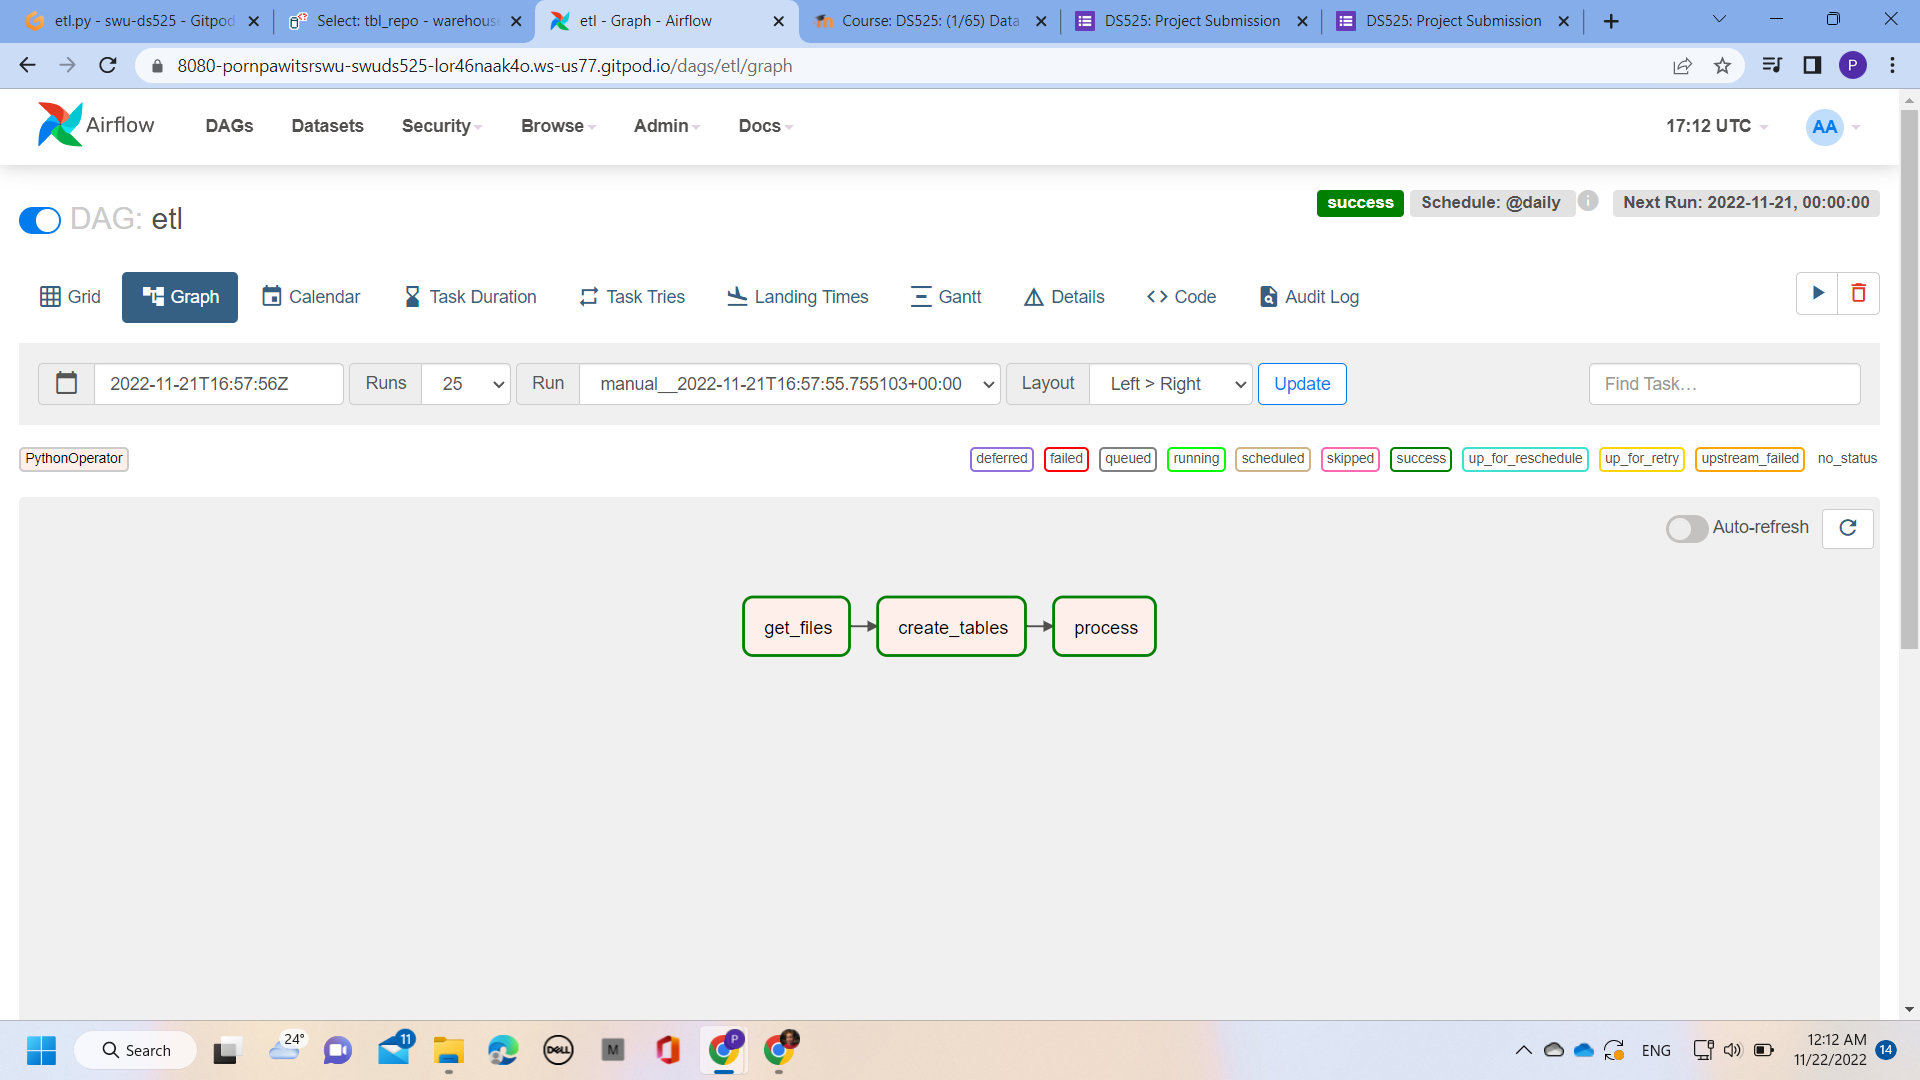 etl.py - swu-ds525 - Gitpod
Select: tbl_repo - warehouse
etl - Graph - Airflow
Course: DS525: (1/65) Data
DS525: Project Submission
DS525: Project Submission
8080-pornpawitsrswu-swuds525-lor46naak4o.ws-us77.gitpod.io/dags/etl/graph
P
Airflow
DAGs
Datasets
Security
Browse
Admin
Docs
17:12 UTC
AA
DAG: etl
success
Schedule: @daily
i
Next Run: 2022-11-21, 00:00:00
Grid
Graph
Calendar
Task Duration
Task Tries
Landing Times
Gantt
Details
Code
Audit Log
2022-11-21T16:57:56Z
Runs
25
Run
manual__2022-11-21T16:57:55.755103+00:00
Layout
Left > Right
Update
Find Task…
PythonOperator
deferred
failed
queued
running
scheduled
skipped
success
up_for_reschedule
up_for_retry
upstream_failed
no_status
Auto-refresh
get_files
create_tables
process
Search
24°
11
DELL
M
P
ENG
12:12 AM
11/22/2022
14